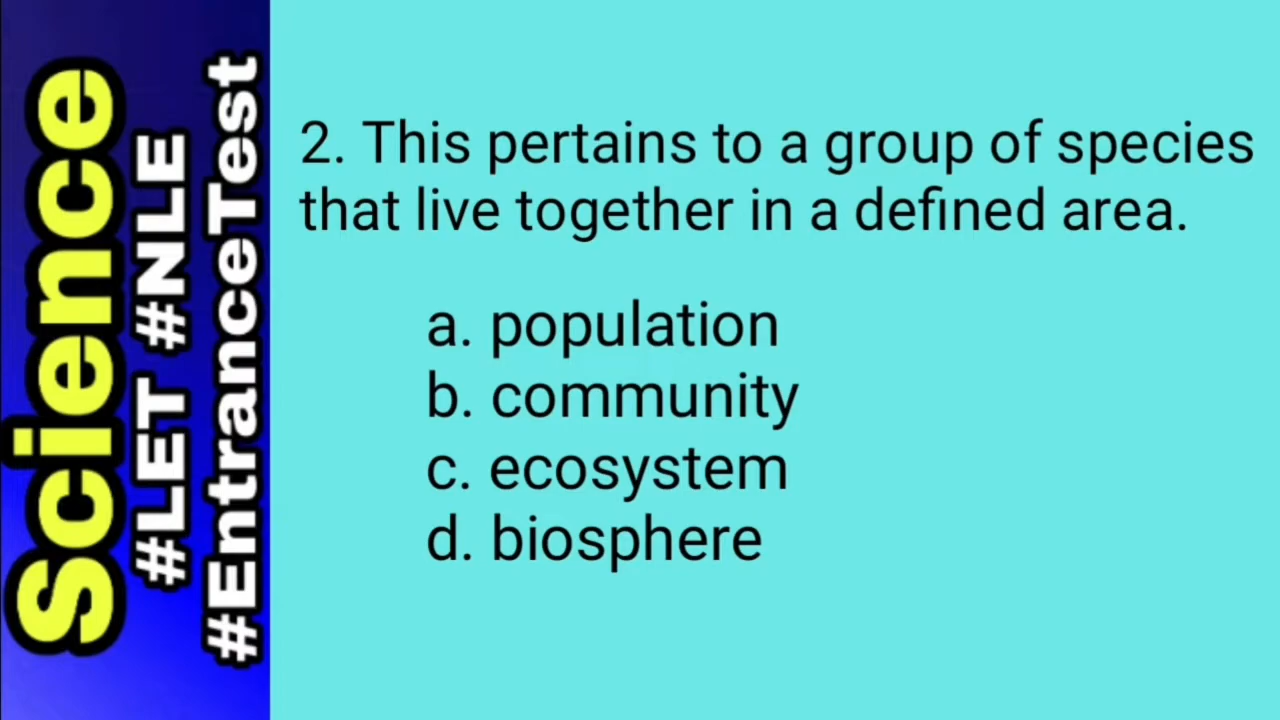 Science
#LET #NLE
#EntranceTest
2. This pertains to a group of species
that live together in a defined area.
a. population
b. community
c. ecosystem
d. biosphere